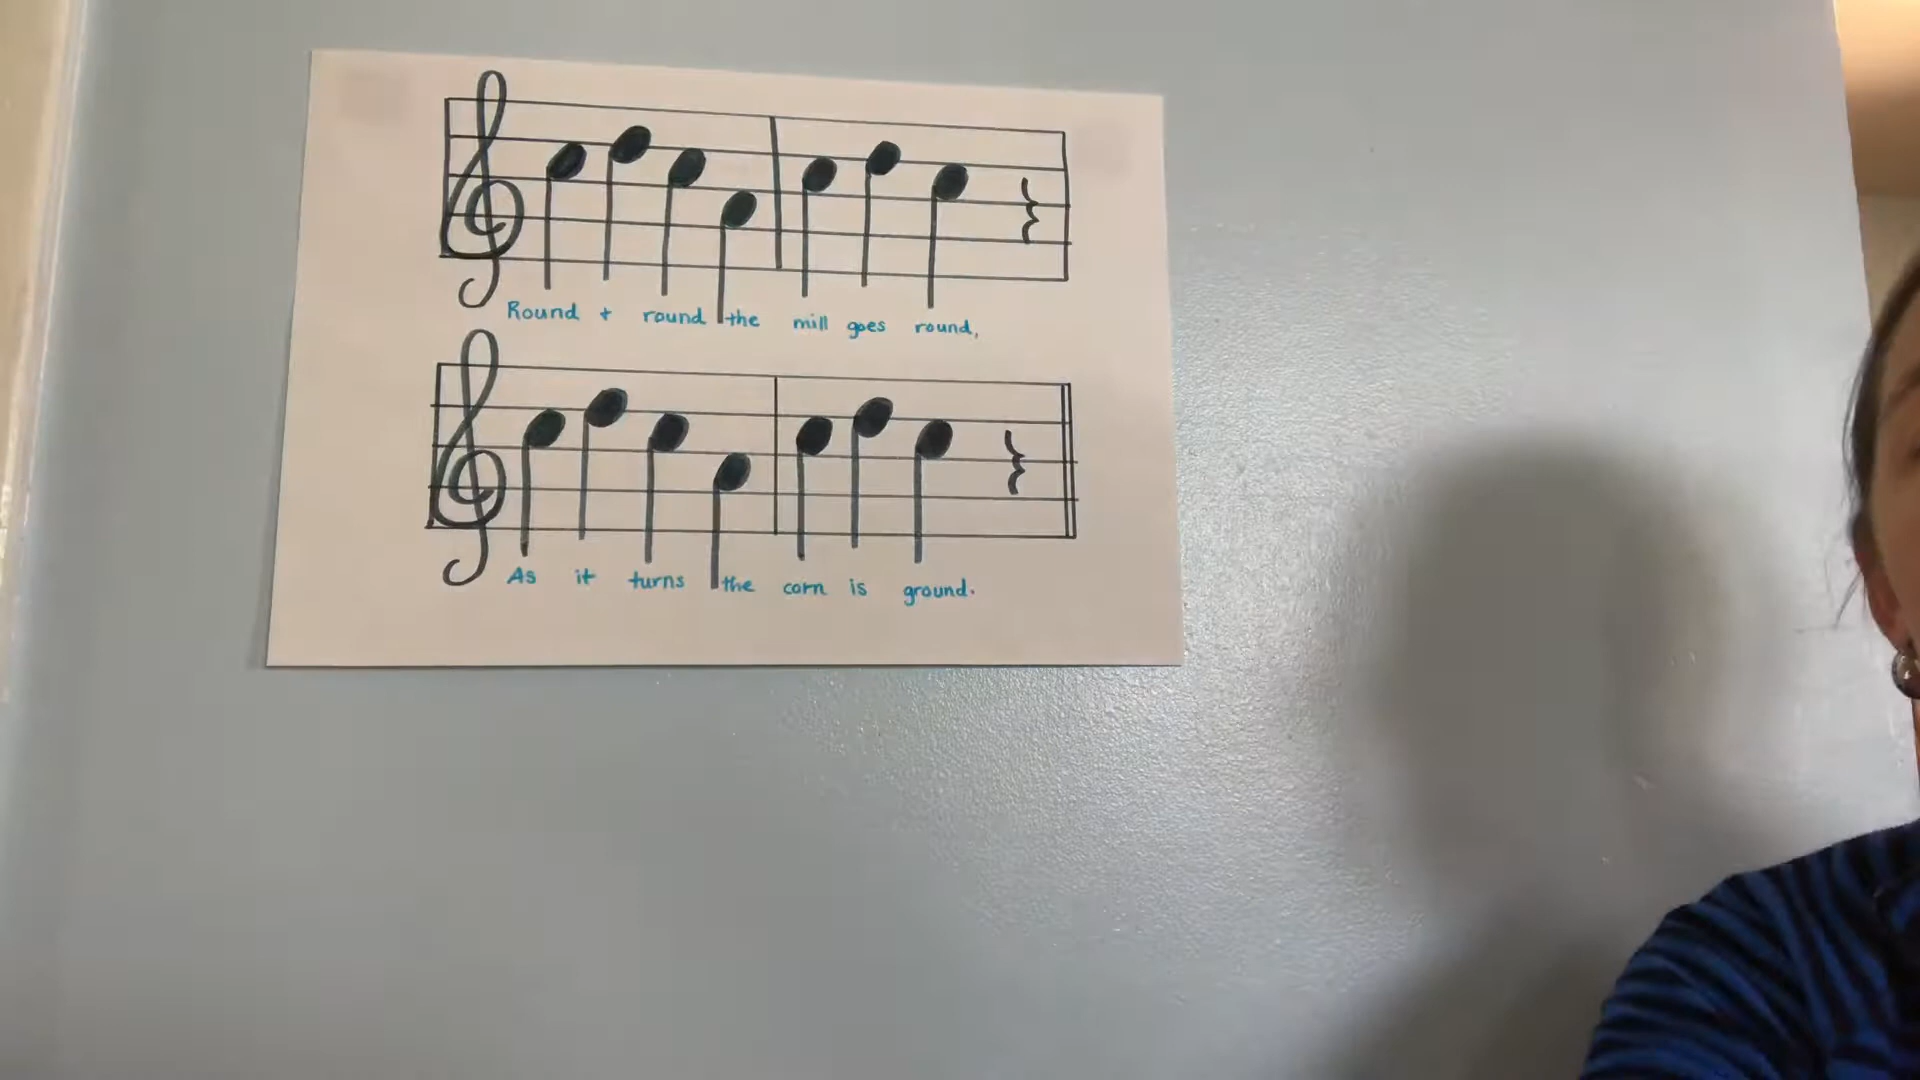 Round + round the mill goes round,
As it turns the corn is ground.